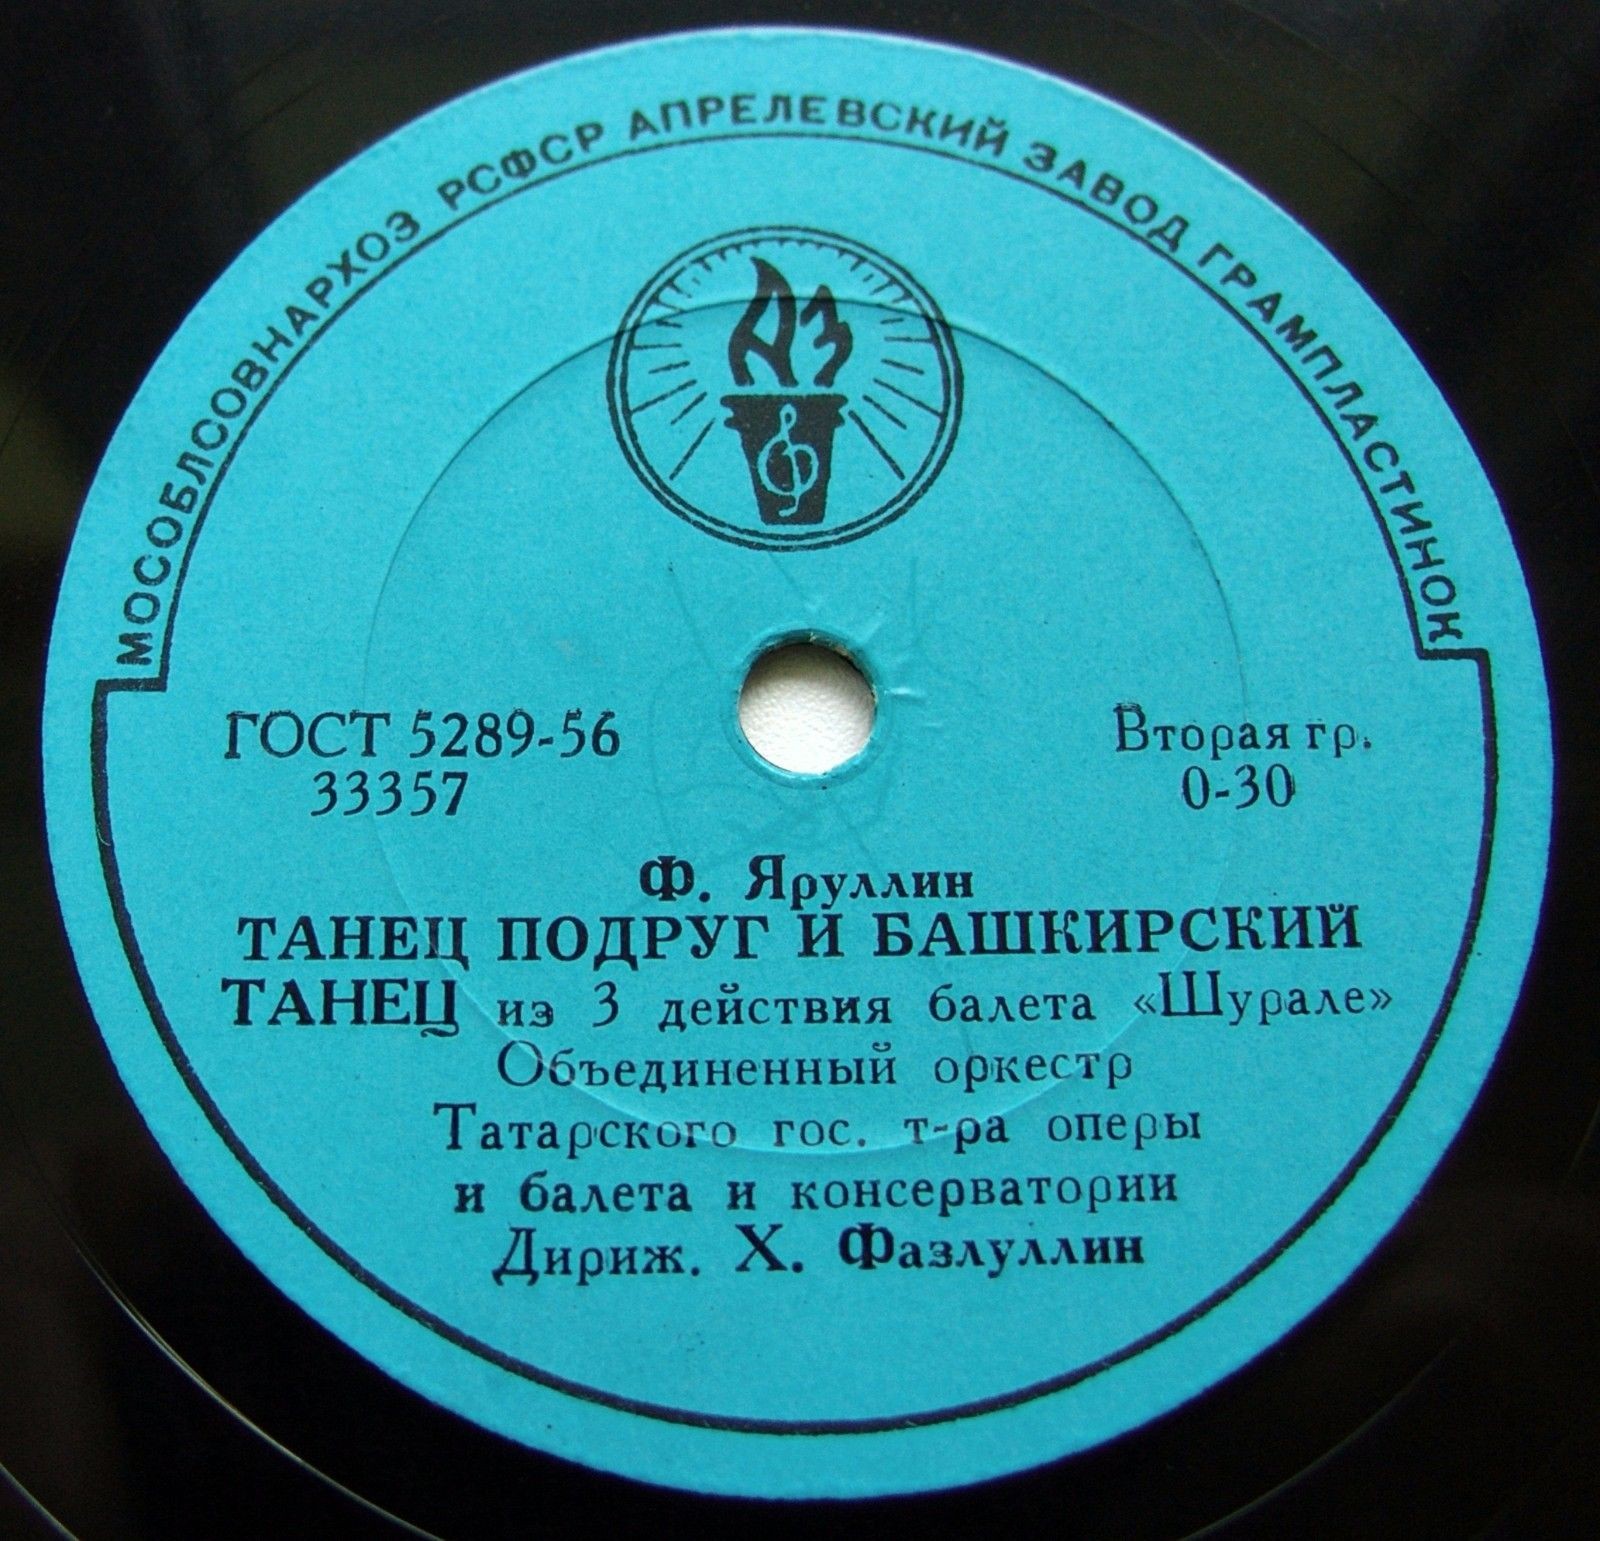 МОСОБЛСОВНАРХОЗ РСФСР АПРЕЛЕВСКИЙ ЗАВОД ГРАМПЛАСТИНОК
АЗ
ГОСТ 5289-56
33357
Вторая гр.
0-30
Ф. Яруллин
ТАНЕЦ ПОДРУГ И БАШКИРСКИЙ
ТАНЕЦ из 3 действия балета «Шурале»
Объединенный оркестр
Татарского гос. т-ра оперы
и балета и консерватории
Дириж. Х. Фазлуллин